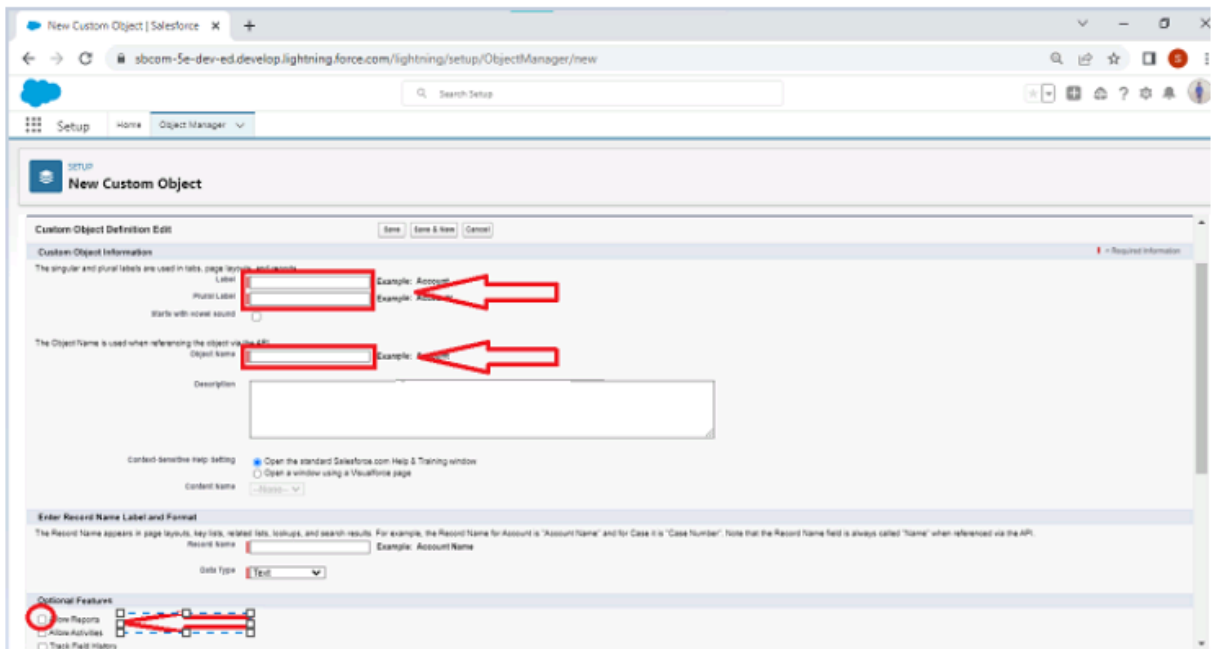 New Custom Object | Salesforce
sbcom-5e-dev-ed.develop.lightning.force.com/lightning/setup/ObjectManager/new
S
Search Setup
Setup Home Object Manager
SETUP
New Custom Object
Custom Object Definition Edit Save Save & New Cancel
Custom Object Information = Required Information
The singular and plural labels are used in tabs, page layouts, and reports.
Label Example: Account
Plural Label Example: Accounts
Starts with vowel sound
The Object Name is used when referencing the object via the API.
Object Name Example: Account
Description
Context-Sensitive Help Setting Open the standard Salesforce.com Help & Training window
Open a window using a Visualforce page
Content Name --None--
Enter Record Name Label and Format
The Record Name appears in page layouts, key lists, related lists, lookups, and search results. For example, the Record Name for Account is "Account Name" and for Case it is "Case Number". Note that the Record Name field is always called "Name" when referenced via the API.
Record Name Example: Account Name
Data Type Text
Optional Features
Allow Reports
Allow Activities
Track Field History